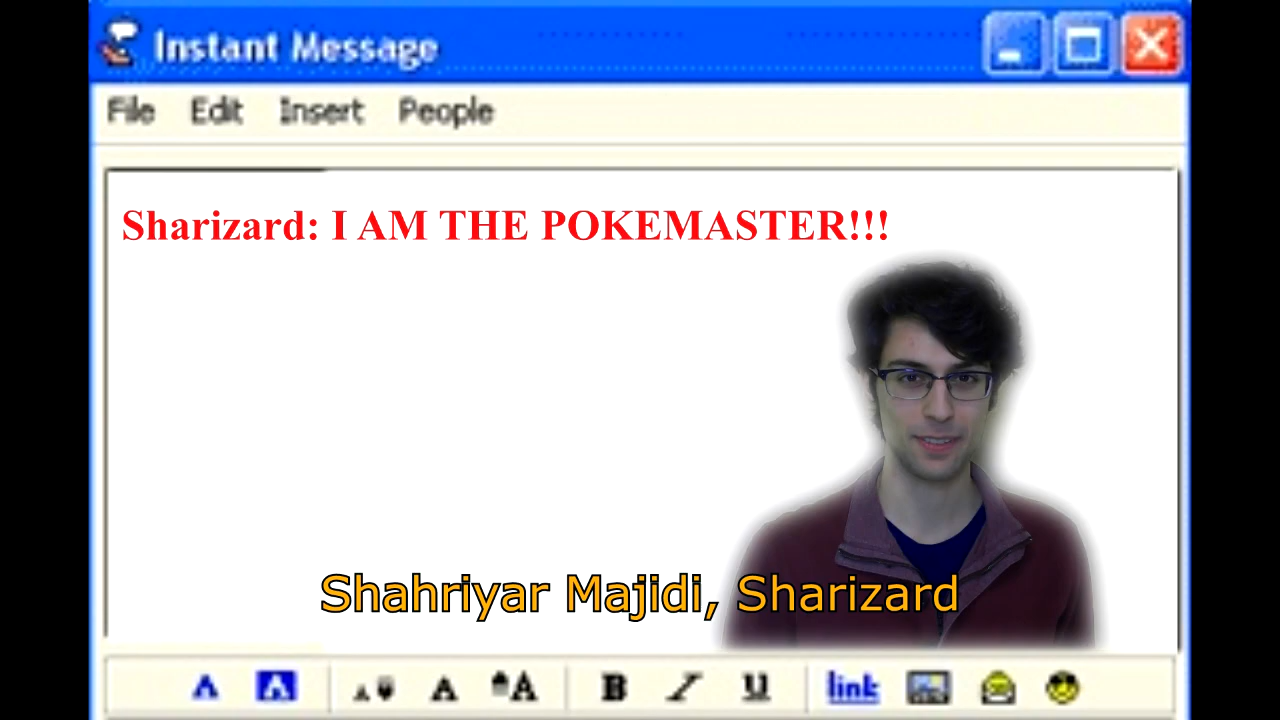 Instant Message
File Edit Insert People
Sharizard: I AM THE POKEMASTER!!!
Shahriyar Majidi, Sharizard
A A A A A B I U link